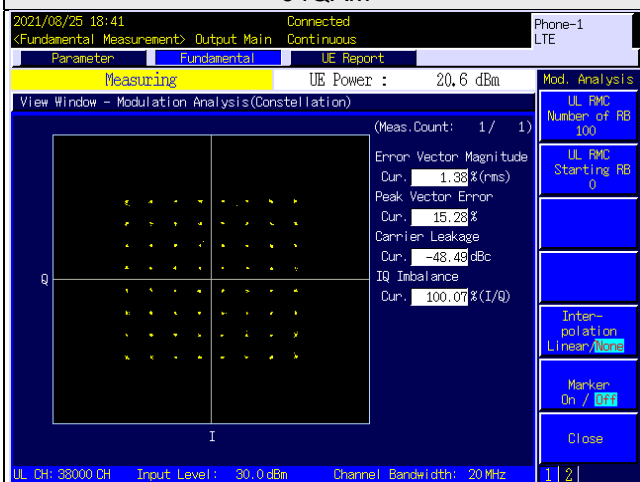 2021/08/25 18:41 Connected Phone-1
<Fundamental Measurement> Output Main Continuous LTE
Parameter Fundamental UE Report
Measuring UE Power : 20.6 dBm Mod. Analysis
View Window - Modulation Analysis(Constellation)
(Meas.Count: 1/ 1)
Error Vector Magnitude
Cur. 1.38 %(rms)
Peak Vector Error
Cur. 15.28 %
Carrier Leakage
Cur. -48.49 dBc
IQ Imbalance
Cur. 100.07 %(I/Q)
Q
I
UL RMC
Number of RB
100
UL RMC
Starting RB
0
Inter-
polation
Linear/None
Marker
On / Off
Close
UL CH: 38000 CH Input Level: 30.0 dBm Channel Bandwidth: 20 MHz 1 2